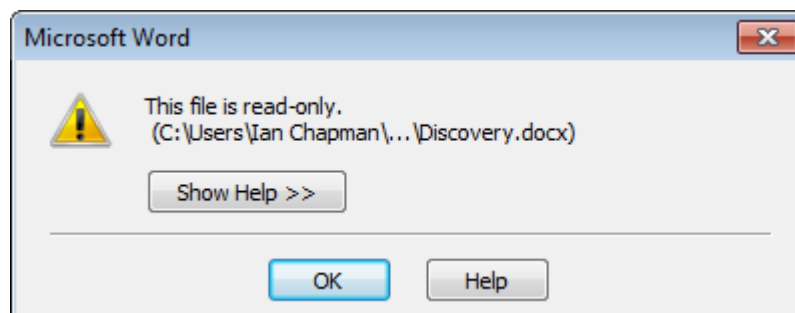 Microsoft Word
This file is read-only.
(C:\Users\Ian Chapman\...\Discovery.docx)
Show Help >>
OK
Help